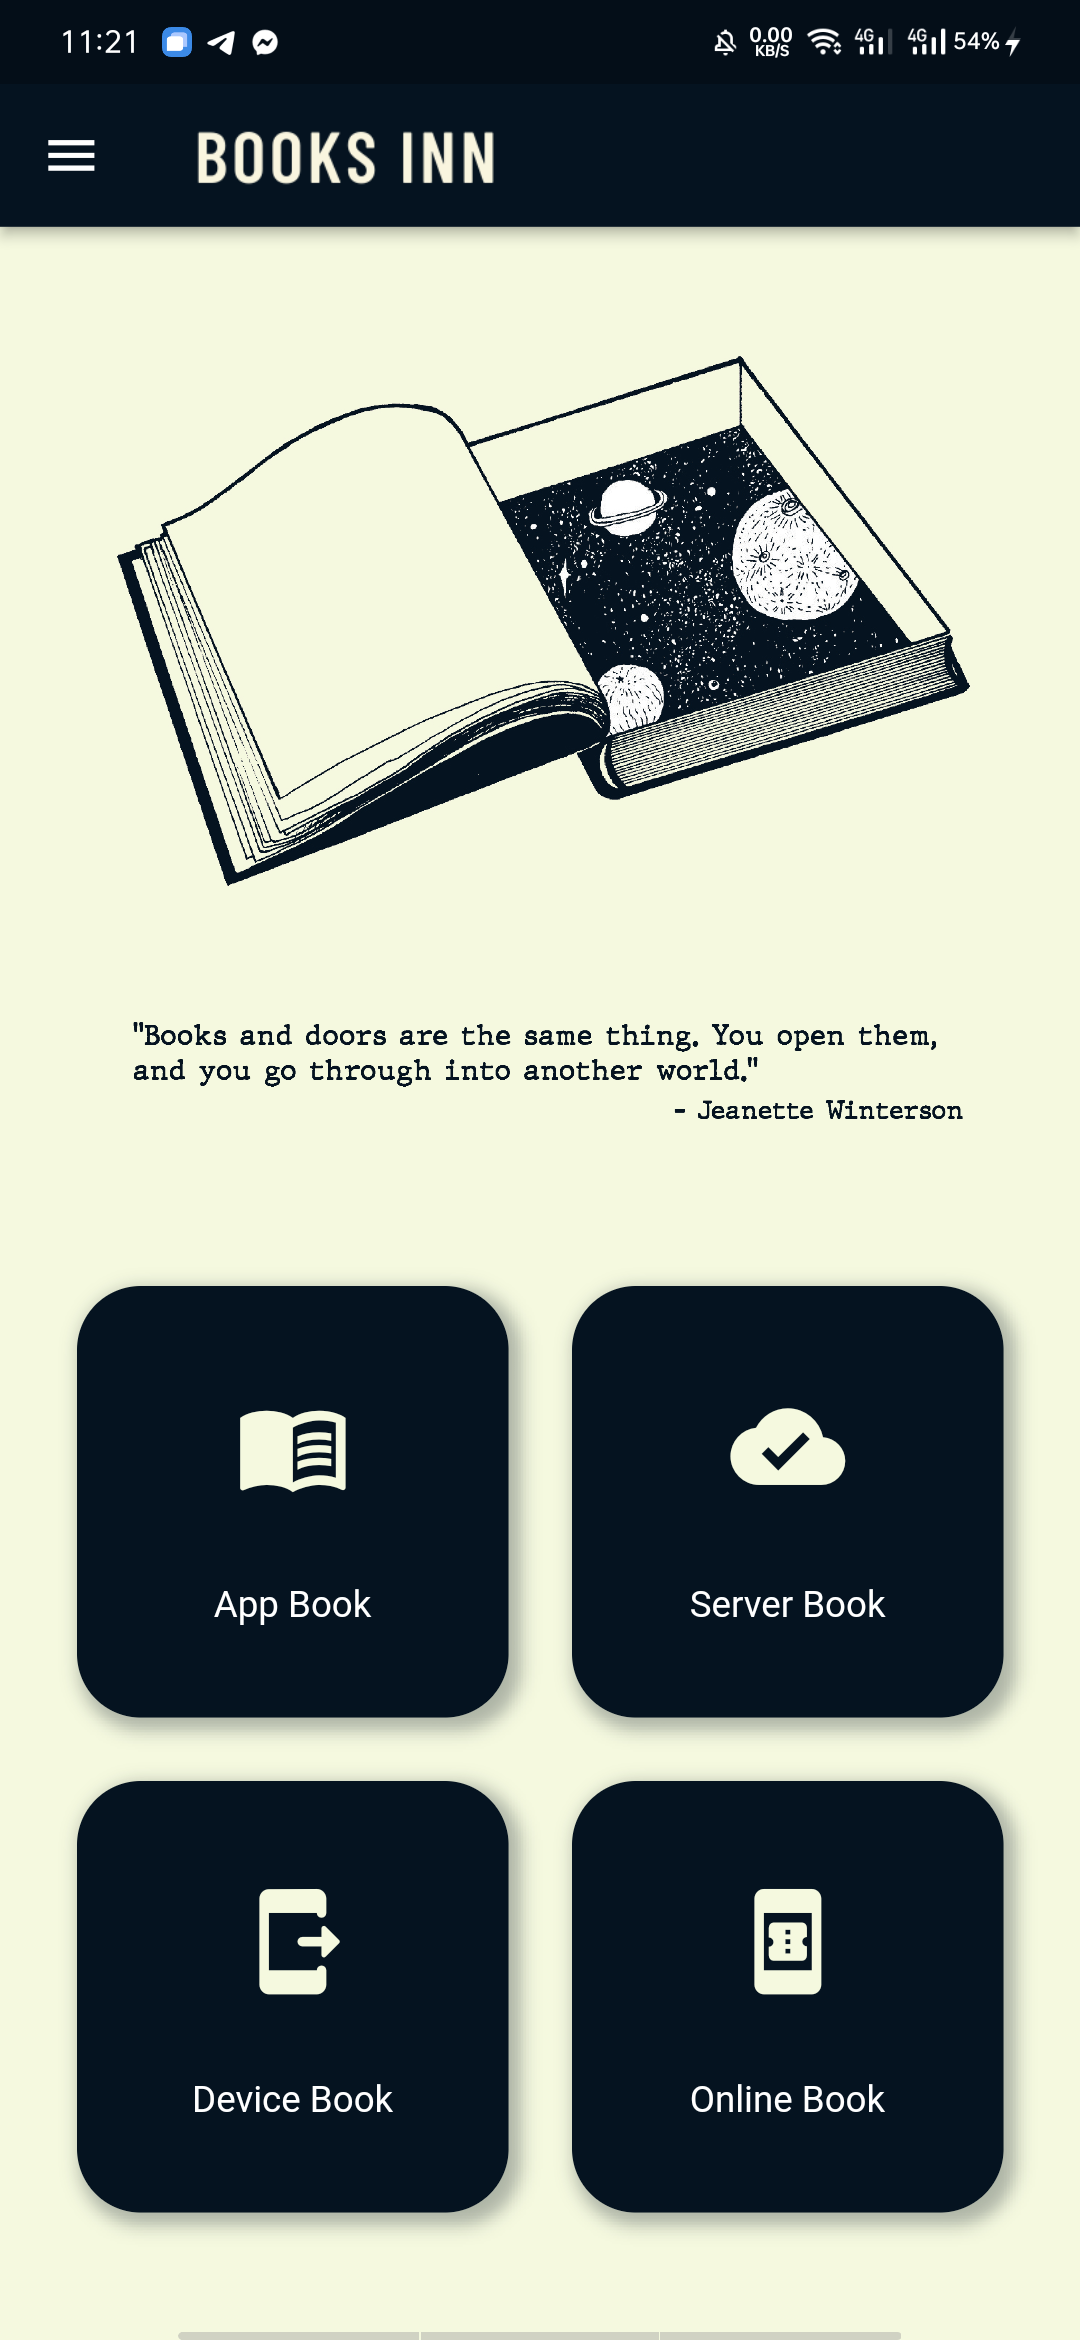 11:21
0.00
KB/S
4G
4G
54%
BOOKS INN
"Books and doors are the same thing. You open them,
and you go through into another world."
- Jeanette Winterson
App Book
Server Book
Device Book
Online Book